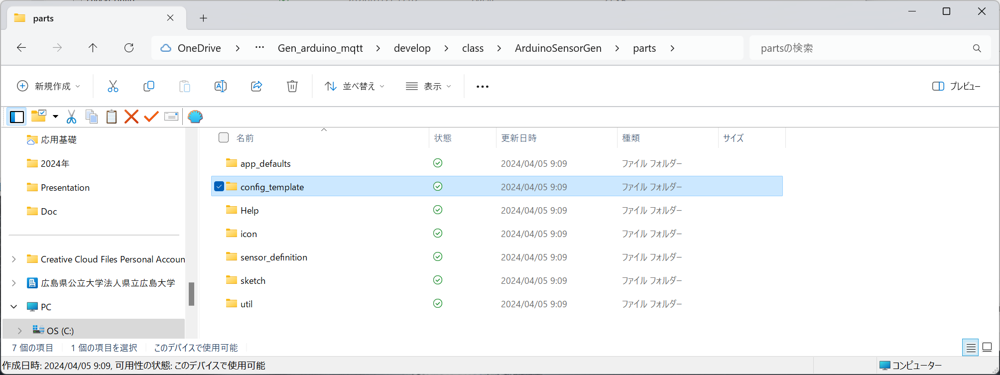 parts
OneDrive ··· Gen_arduino_mqtt develop class ArduinoSensorGen parts
partsの検索
新規作成
並べ替え
表示
プレビュー
名前 状態 更新日時 種類 サイズ
応用基礎
2024年
Presentation
Doc
Creative Cloud Files Personal Accoun
広島県公立大学法人県立広島大学
PC
OS (C:)
app_defaults 2024/04/05 9:09 ファイル フォルダー
config_template 2024/04/05 9:09 ファイル フォルダー
Help 2024/04/05 9:09 ファイル フォルダー
icon 2024/04/05 9:09 ファイル フォルダー
sensor_definition 2024/04/05 9:09 ファイル フォルダー
sketch 2024/04/05 9:09 ファイル フォルダー
util 2024/04/05 9:09 ファイル フォルダー
7 個の項目 1 個の項目を選択 このデバイスで使用可能
作成日時: 2024/04/05 9:09, 可用性の状態: このデバイスで使用可能
コンピューター